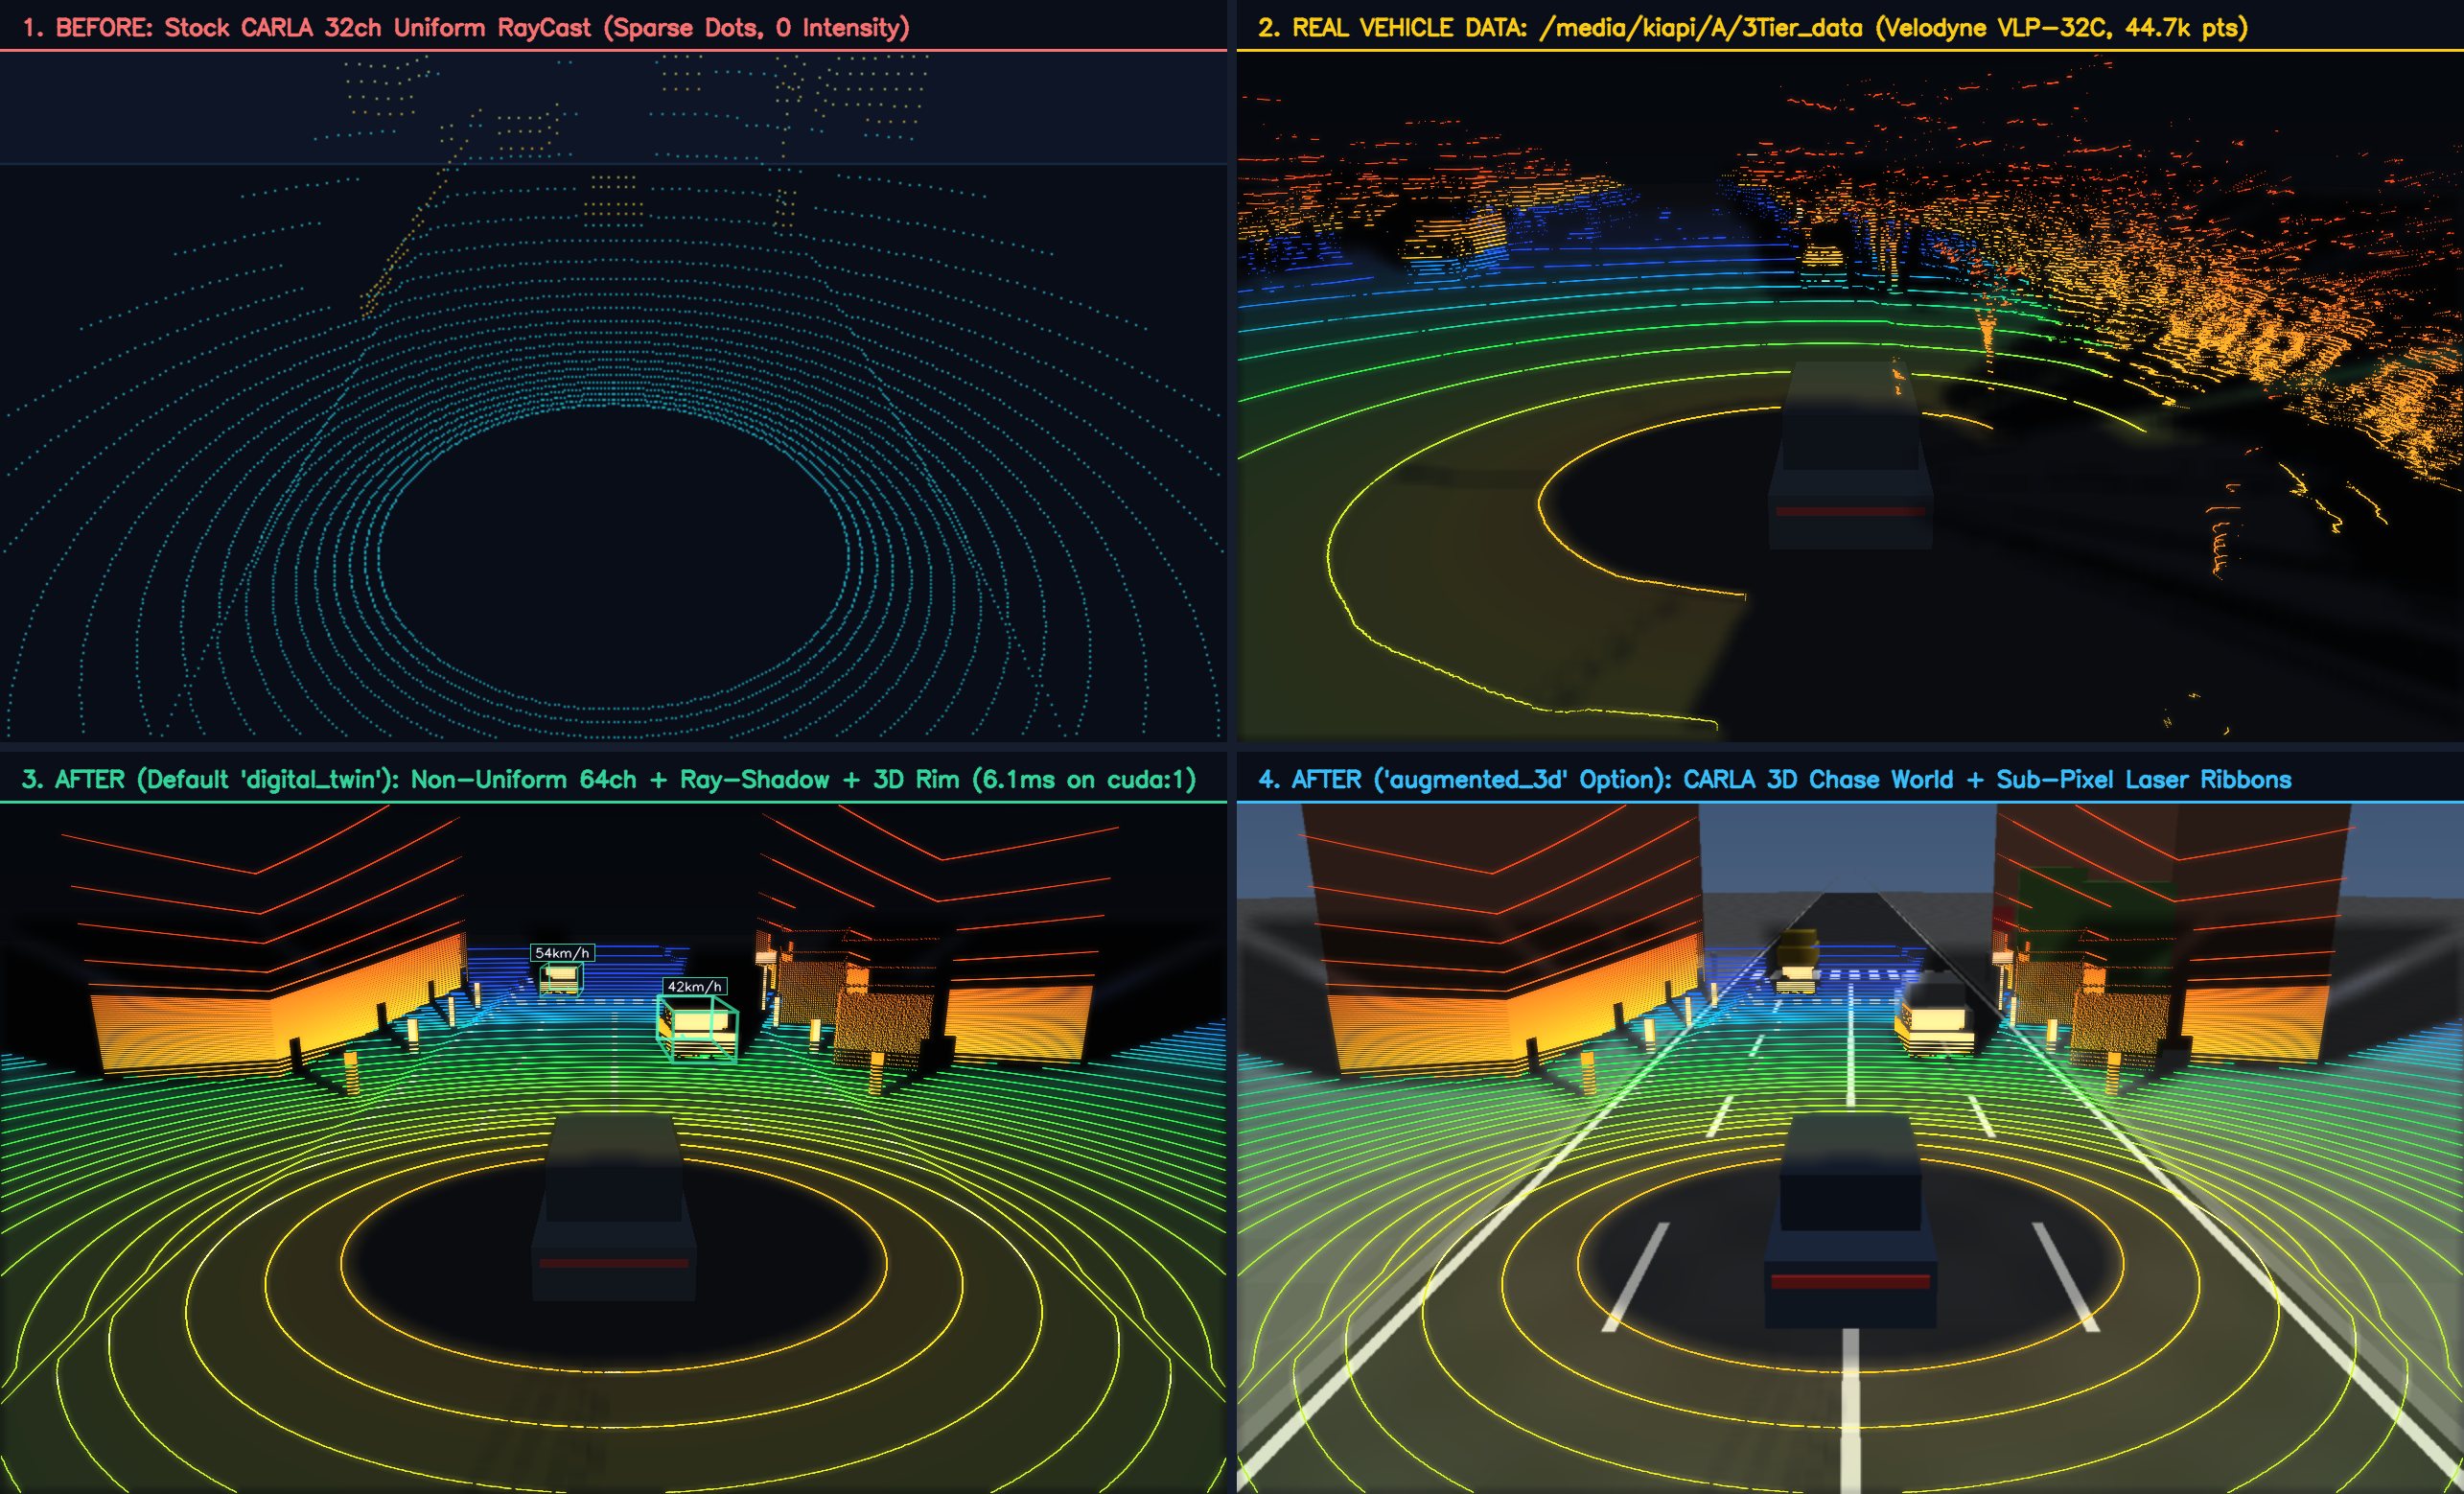 1. BEFORE: Stock CARLA 32ch Uniform RayCast (Sparse Dots, 0 Intensity)
2. REAL VEHICLE DATA: /media/kiapi/A/3Tier_data (Velodyne VLP-32C, 44.7k pts)
3. AFTER (Default 'digital_twin'): Non-Uniform 64ch + Ray-Shadow + 3D Rim (6.1ms on cuda:1)
54km/h
42km/h
4. AFTER ('augmented_3d' Option): CARLA 3D Chase World + Sub-Pixel Laser Ribbons